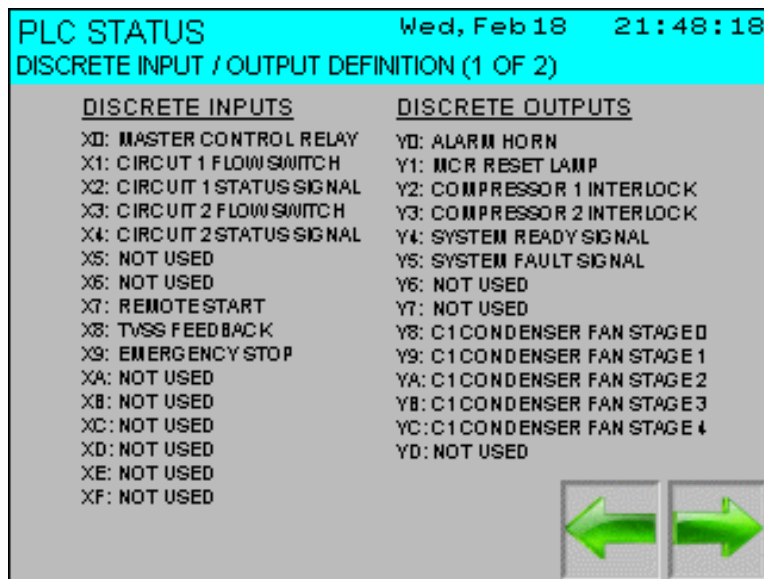 PLC STATUS
Wed, Feb 18 21:48:18
DISCRETE INPUT / OUTPUT DEFINITION (1 OF 2)
DISCRETE INPUTS
X0: MASTER CONTROL RELAY
X1: CIRCUT 1 FLOW SWITCH
X2: CIRCUIT 1 STATUS SIGNAL
X3: CIRCUIT 2 FLOW SWITCH
X4: CIRCUIT 2 STATUS SIGNAL
X5: NOT USED
X6: NOT USED
X7: REMOTE START
X8: TVSS FEEDBACK
X9: EMERGENCY STOP
XA: NOT USED
XB: NOT USED
XC: NOT USED
XD: NOT USED
XE: NOT USED
XF: NOT USED
DISCRETE OUTPUTS
Y0: ALARM HORN
Y1: MCR RESET LAMP
Y2: COMPRESSOR 1 INTERLOCK
Y3: COMPRESSOR 2 INTERLOCK
Y4: SYSTEM READY SIGNAL
Y5: SYSTEM FAULT SIGNAL
Y6: NOT USED
Y7: NOT USED
Y8: C1 CONDENSER FAN STAGE 0
Y9: C1 CONDENSER FAN STAGE 1
YA: C1 CONDENSER FAN STAGE 2
YB: C1 CONDENSER FAN STAGE 3
YC: C1 CONDENSER FAN STAGE 4
YD: NOT USED